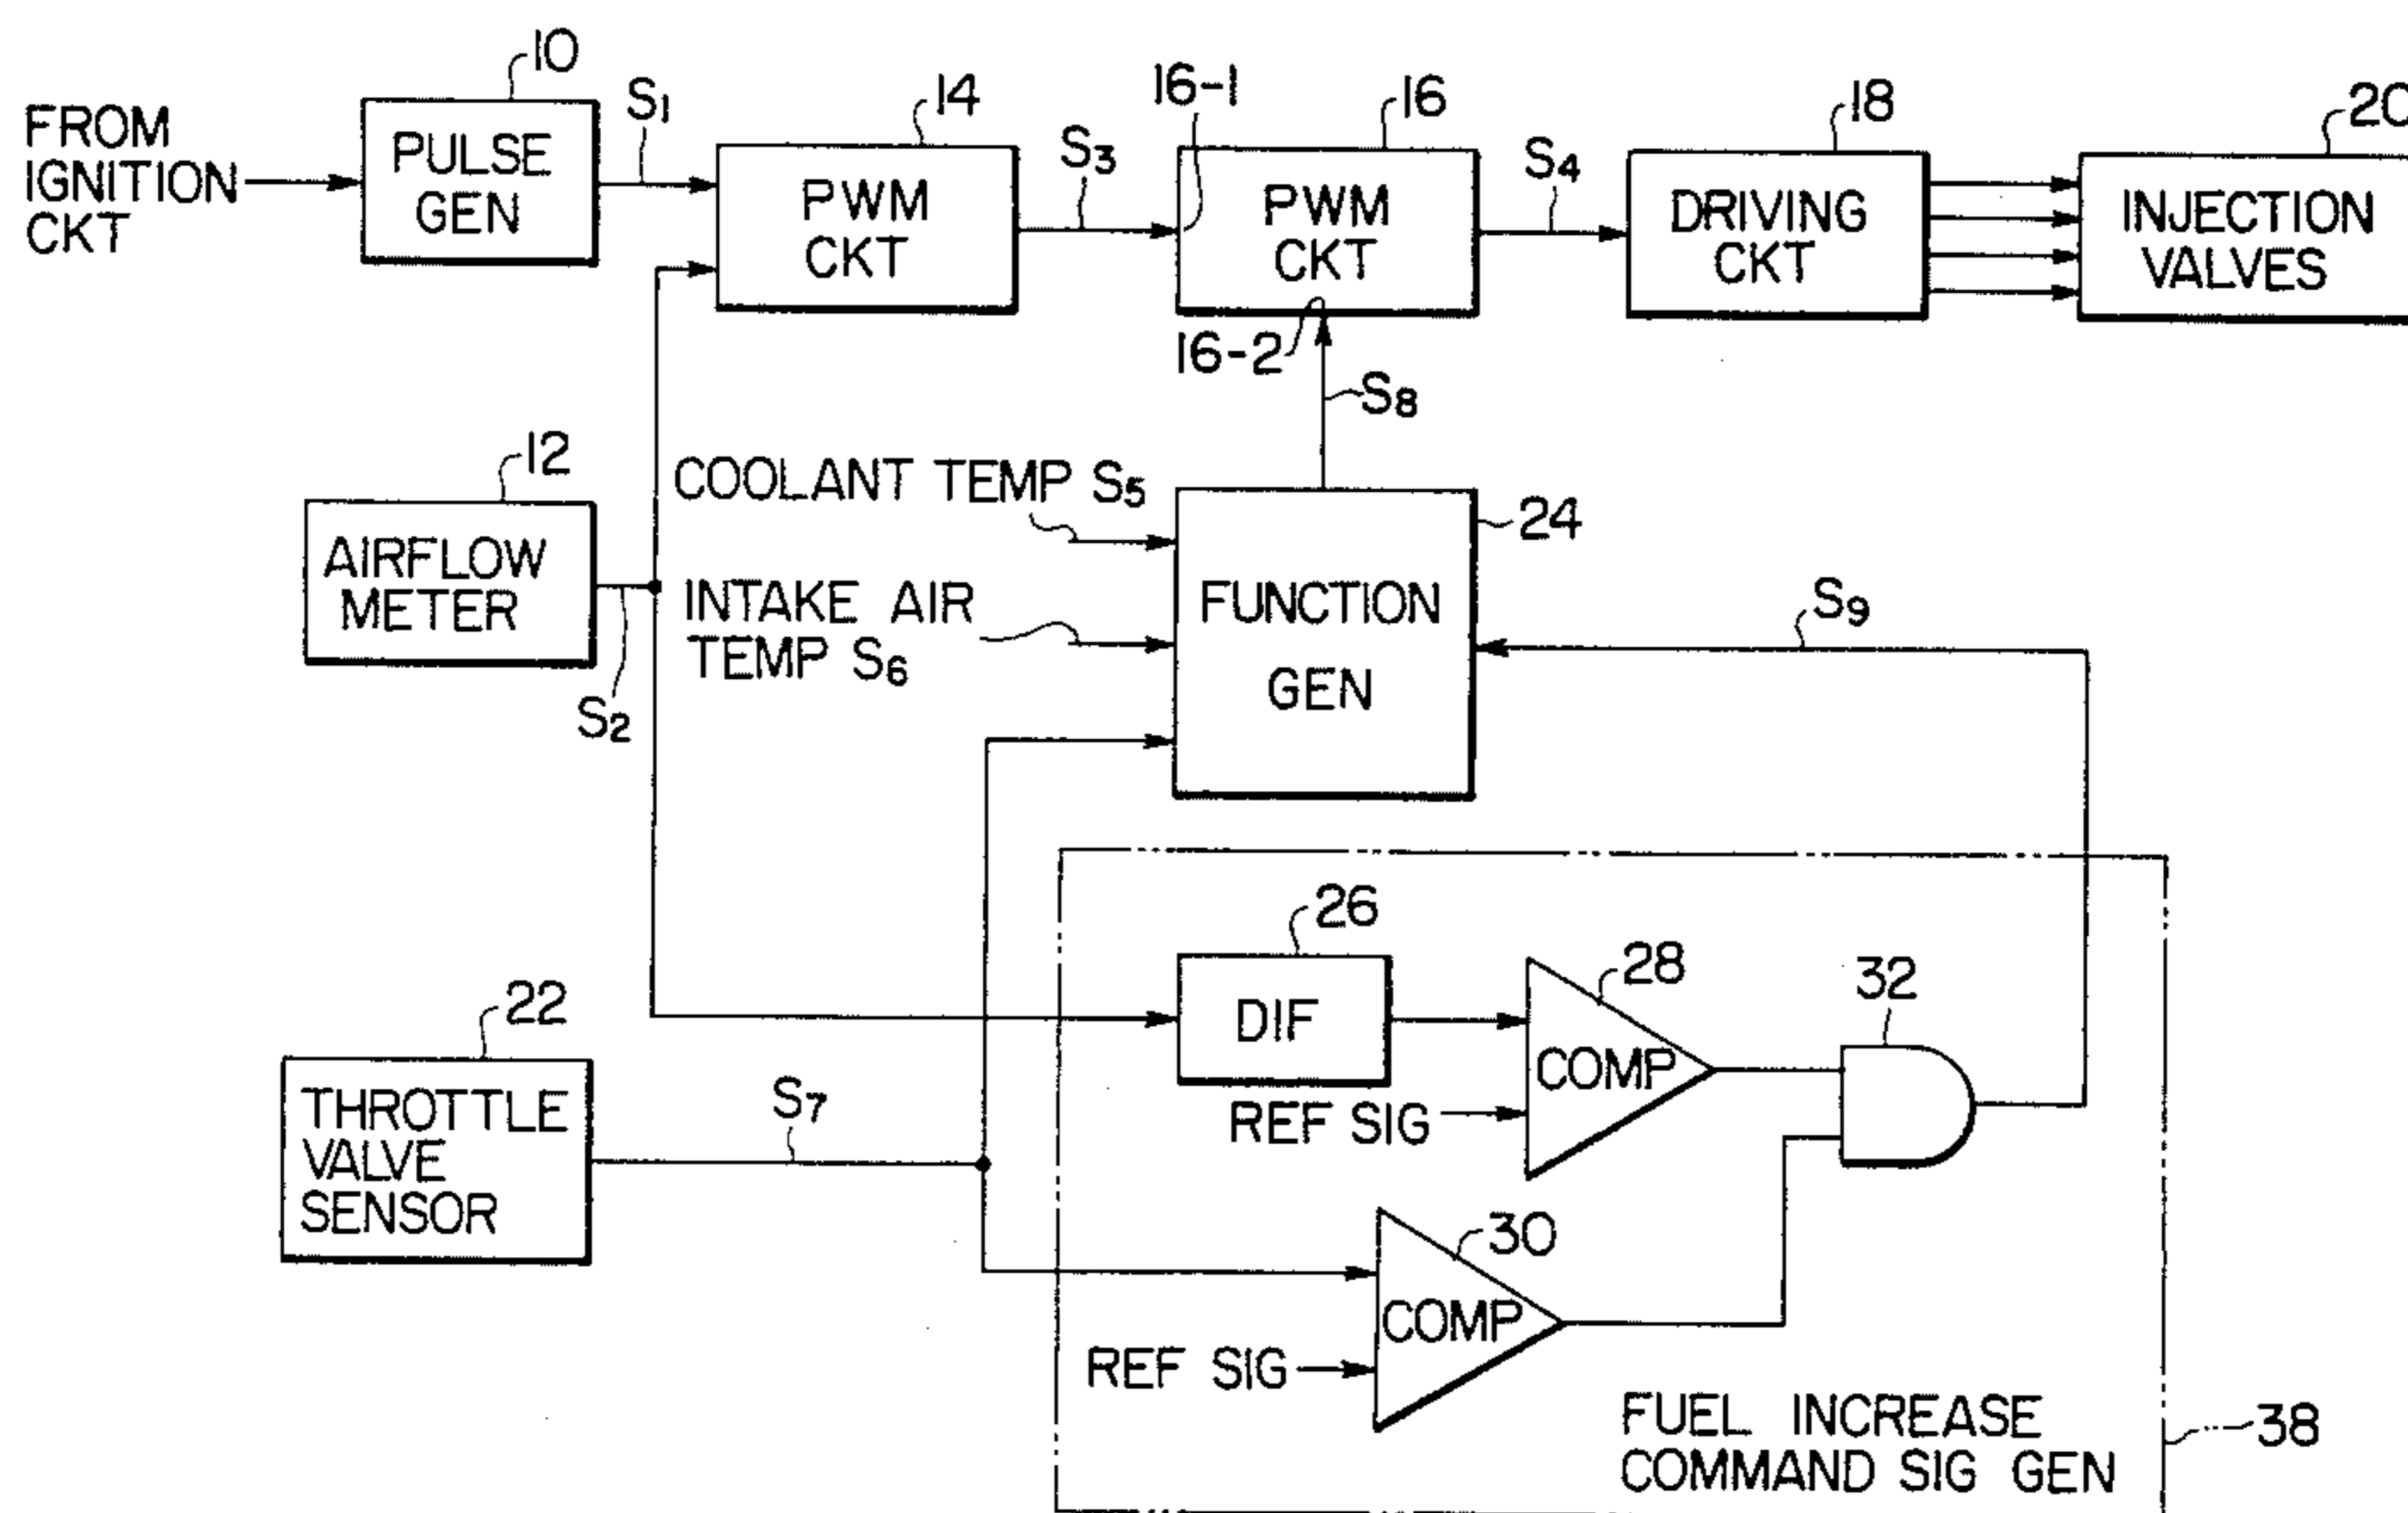 10
FROM
IGNITION
CKT
PULSE
GEN
S1
14
PWM
CKT
S3
16-1
16
PWM
CKT
16-2
S4
18
DRIVING
CKT
20
INJECTION
VALVES
S8
12
AIRFLOW
METER
S2
COOLANT TEMP S5
INTAKE AIR
TEMP S6
24
FUNCTION
GEN
S9
22
THROTTLE
VALVE
SENSOR
S7
26
DIF
28
COMP
REF SIG
32
30
COMP
REF SIG
FUEL INCREASE
COMMAND SIG GEN
38